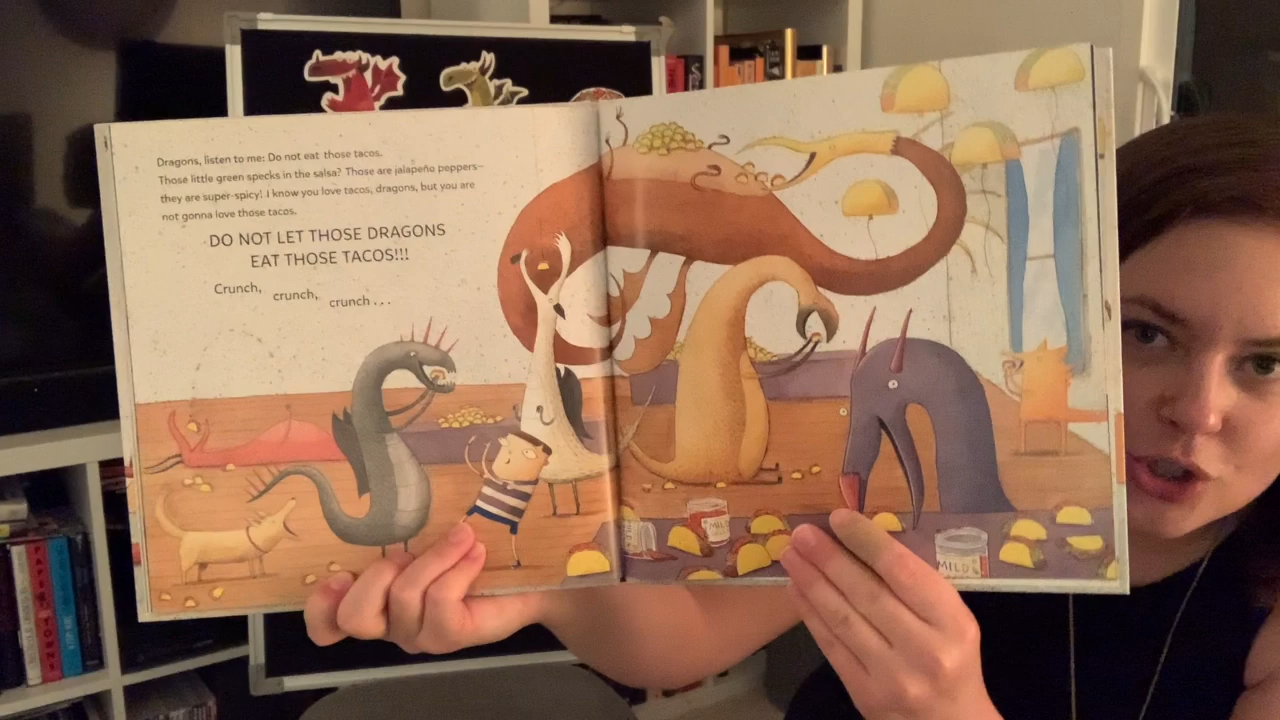 Dragons, listen to me: Do not eat those tacos.
Those little green specks in the salsa? Those are jalapeño peppers—
they are super-spicy! I know you love tacos, dragons, but you are
not gonna love those tacos.
DO NOT LET THOSE DRAGONS
EAT THOSE TACOS!!!
Crunch,
crunch,
crunch . . .
MILD
MILD
PAPER TOWNS